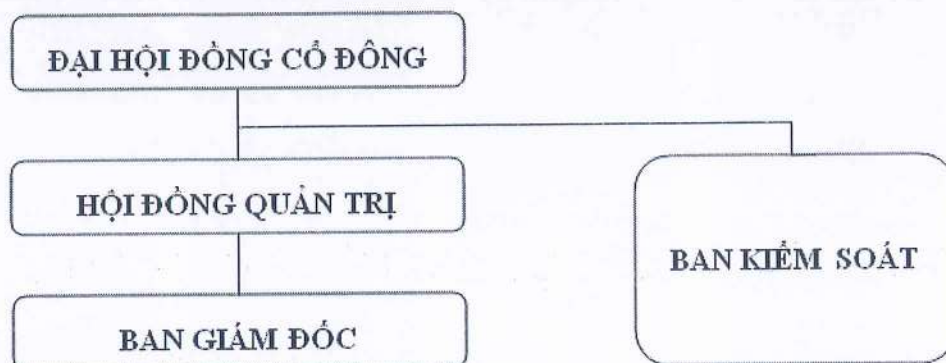 ĐẠI HỘI ĐỒNG CỔ ĐÔNG
HỘI ĐỒNG QUẢN TRỊ
BAN KIỂM SOÁT
BAN GIÁM ĐỐC